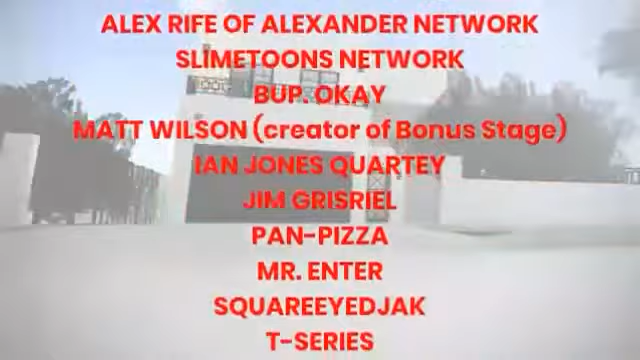 ALEX RIFE OF ALEXANDER NETWORK
SLIMETOONS NETWORK
BUP. OKAY
MATT WILSON (creator of Bonus Stage)
IAN JONES QUARTEY
JIM GRISRIEL
PAN-PIZZA
MR. ENTER
SQUAREEYEDJAK
T-SERIES